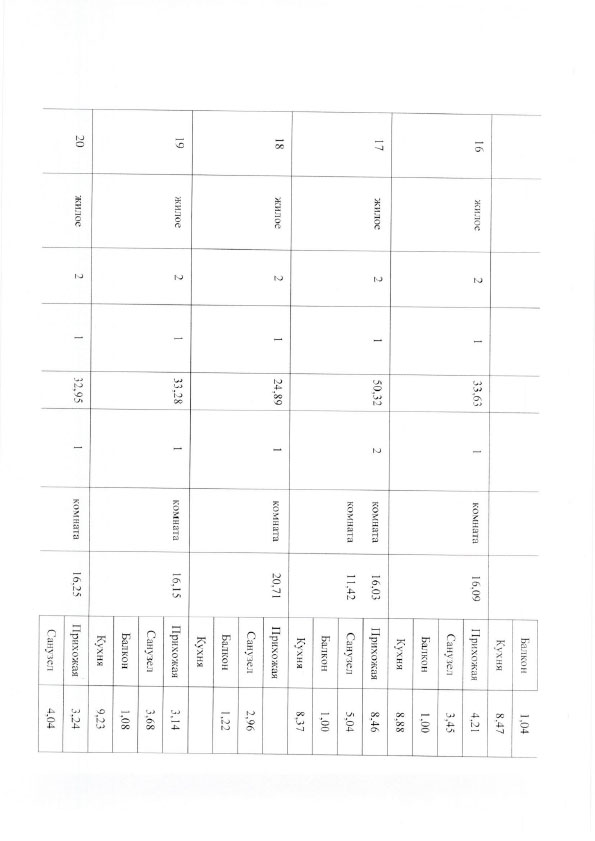 Балкон 1,04
Кухня 8,47
16 жилое 2 1 33,63 1 комната 16,09 Прихожая 4,21
Санузел 3,45
Балкон 1,00
Кухня 8,88
17 жилое 2 1 50,32 2 комната 16,03 Прихожая 8,46
комната 11,42 Санузел 5,04
Балкон 1,00
Кухня 8,37
18 жилое 2 1 24,89 1 комната 20,71 Прихожая
Санузел 2,96
Балкон 1,22
Кухня
19 жилое 2 1 33,28 1 комната 16,15 Прихожая 3,14
Санузел 3,68
Балкон 1,08
Кухня 9,23
20 жилое 2 1 32,95 1 комната 16,25 Прихожая 3,24
Санузел 4,04